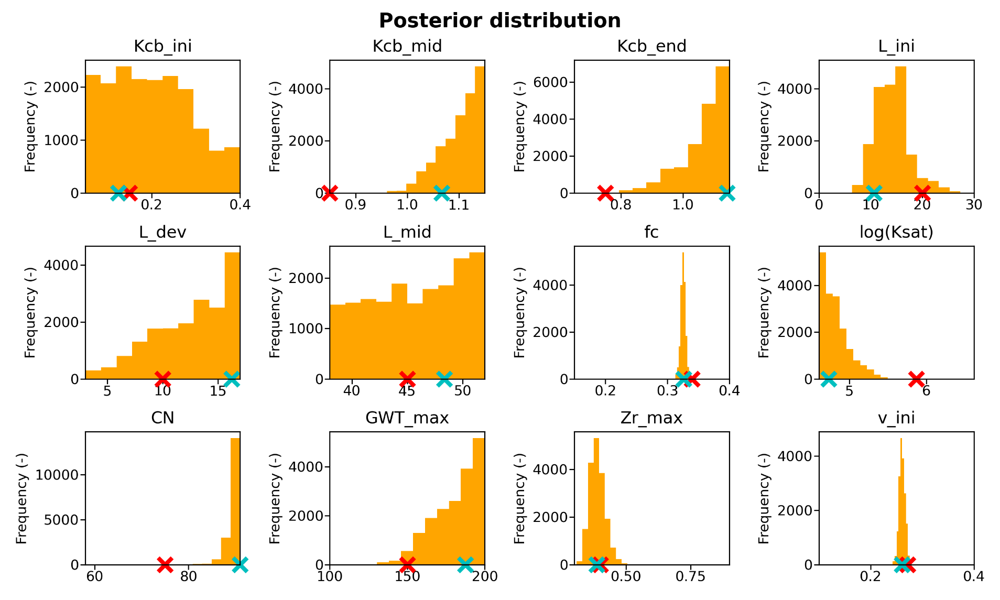 Posterior distribution
Kcb_ini
Kcb_mid
Kcb_end
L_ini
Frequency (-)
2000
1000
0
0.2
0.4
Frequency (-)
4000
2000
0
0.9
1.0
1.1
Frequency (-)
6000
4000
2000
0
0.8
1.0
Frequency (-)
4000
2000
0
0
10
20
30
L_dev
L_mid
fc
log(Ksat)
Frequency (-)
4000
2000
0
5
10
15
Frequency (-)
2000
1000
0
40
45
50
Frequency (-)
4000
2000
0
0.2
0.3
0.4
Frequency (-)
4000
2000
0
5
6
CN
GWT_max
Zr_max
v_ini
Frequency (-)
10000
5000
0
60
80
Frequency (-)
4000
2000
0
100
150
200
Frequency (-)
4000
2000
0
0.50
0.75
Frequency (-)
4000
2000
0
0.2
0.4